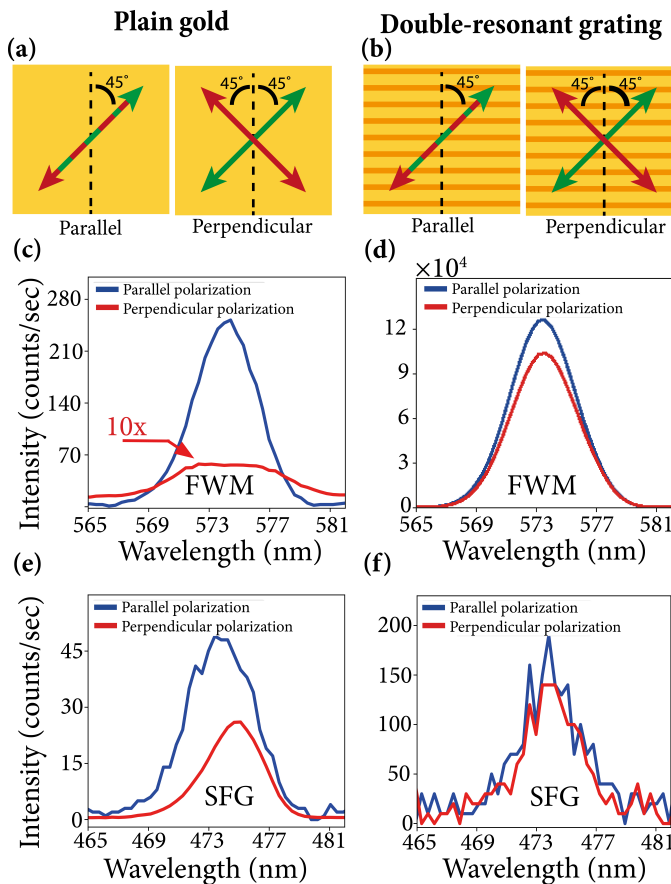 Plain gold
Double-resonant grating
(a)
(b)
45°
45° 45°
45°
45° 45°
Parallel
Perpendicular
Parallel
Perpendicular
(c)
Intensity (counts/sec)
280
210
140
70
Parallel polarization
Perpendicular polarization
10x
FWM
565 569 573 577 581
Wavelength (nm)
(d)
×10⁴
12
9
6
3
0
Parallel polarization
Perpendicular polarization
FWM
565 569 573 577 581
Wavelength (nm)
(e)
Intensity (counts/sec)
45
30
15
0
Parallel polarization
Perpendicular polarization
SFG
465 469 473 477 481
Wavelength (nm)
(f)
200
150
100
50
0
Parallel polarization
Perpendicular polarization
SFG
465 469 473 477 481
Wavelength (nm)